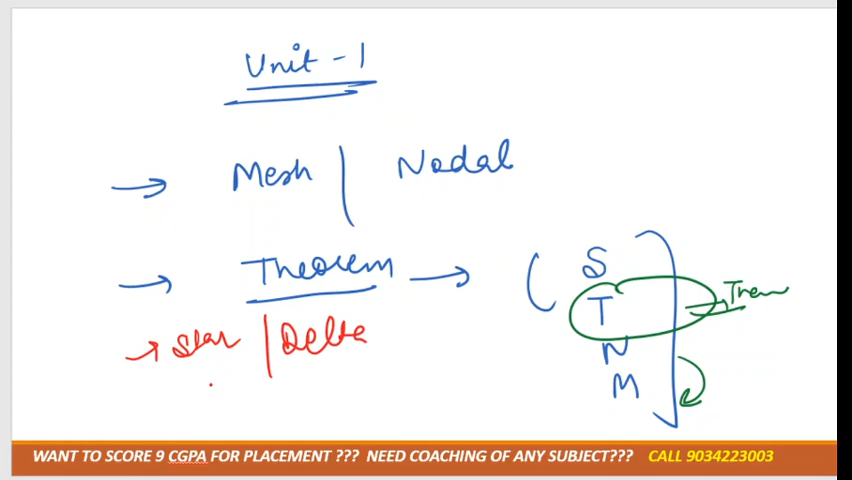 Unit - 1
→ Mesh | Nodal
→ Theorem → (S
T
N
M]
→ Star | Delta
WANT TO SCORE 9 CGPA FOR PLACEMENT ??? NEED COACHING OF ANY SUBJECT??? CALL 9034223003